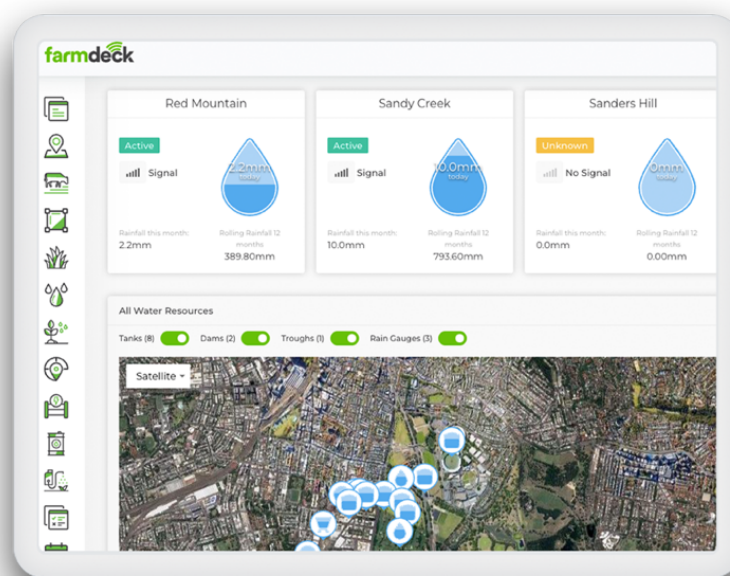 farmdeck
Red Mountain
Active
Signal
2.2mm
today
Rainfall this month:
2.2mm
Rolling Rainfall 12
months
389.80mm
Sandy Creek
Active
Signal
10.0mm
today
Rainfall this month:
10.0mm
Rolling Rainfall 12
months
793.60mm
Sanders Hill
Unknown
No Signal
0mm
today
Rainfall this month:
0.0mm
Rolling Rainfall 12
months
0.00mm
All Water Resources
Tanks (8) Dams (2) Troughs (1) Rain Gauges (3)
Satellite